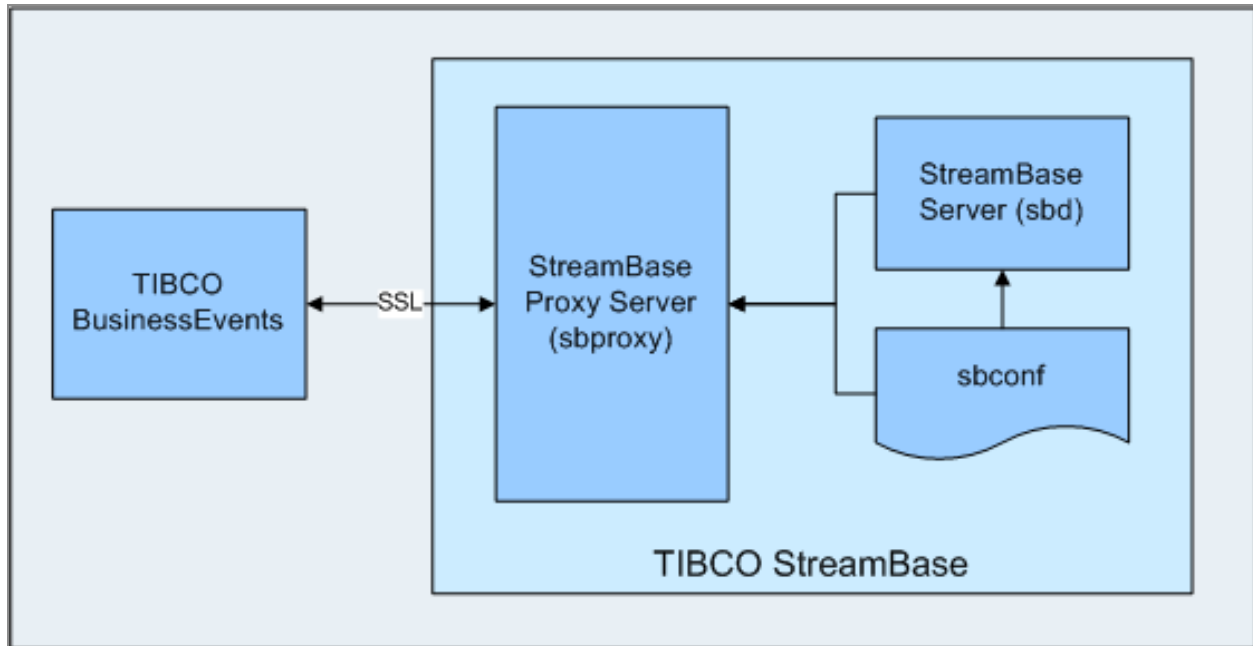 TIBCO
BusinessEvents
SSL
StreamBase
Proxy Server
(sbproxy)
StreamBase
Server (sbd)
sbconf
TIBCO StreamBase